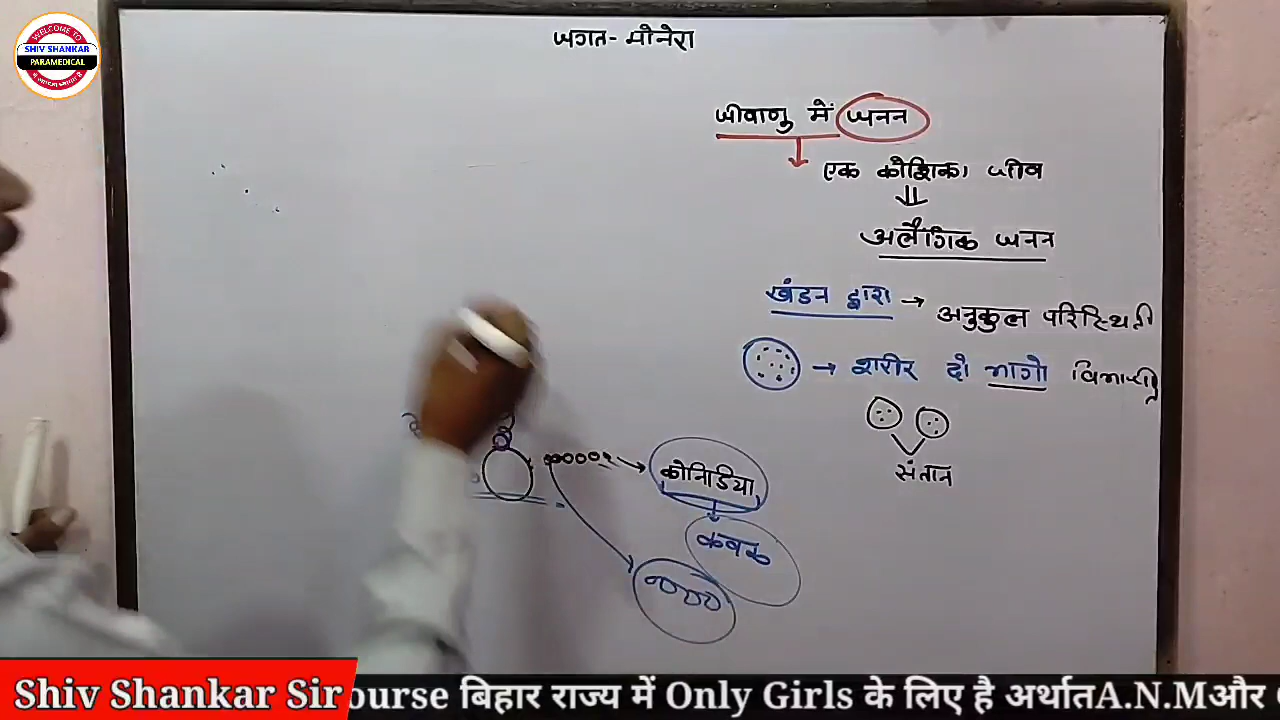 WELCOME TO
SHIV SHANKAR
PARAMEDICAL
जगत-मोनेरा
जीवाणु में जनन
एक कोशिका जीव
अलैगिक जनन
खंडन द्वारा → अनुकुल परिस्थिती
→ शरीर दो भागो
संतान
कोनिडिया
कवक
Shiv Shankar Sir
ourse बिहार राज्य में Only Girls के लिए है अर्थातA.N.Mऔर